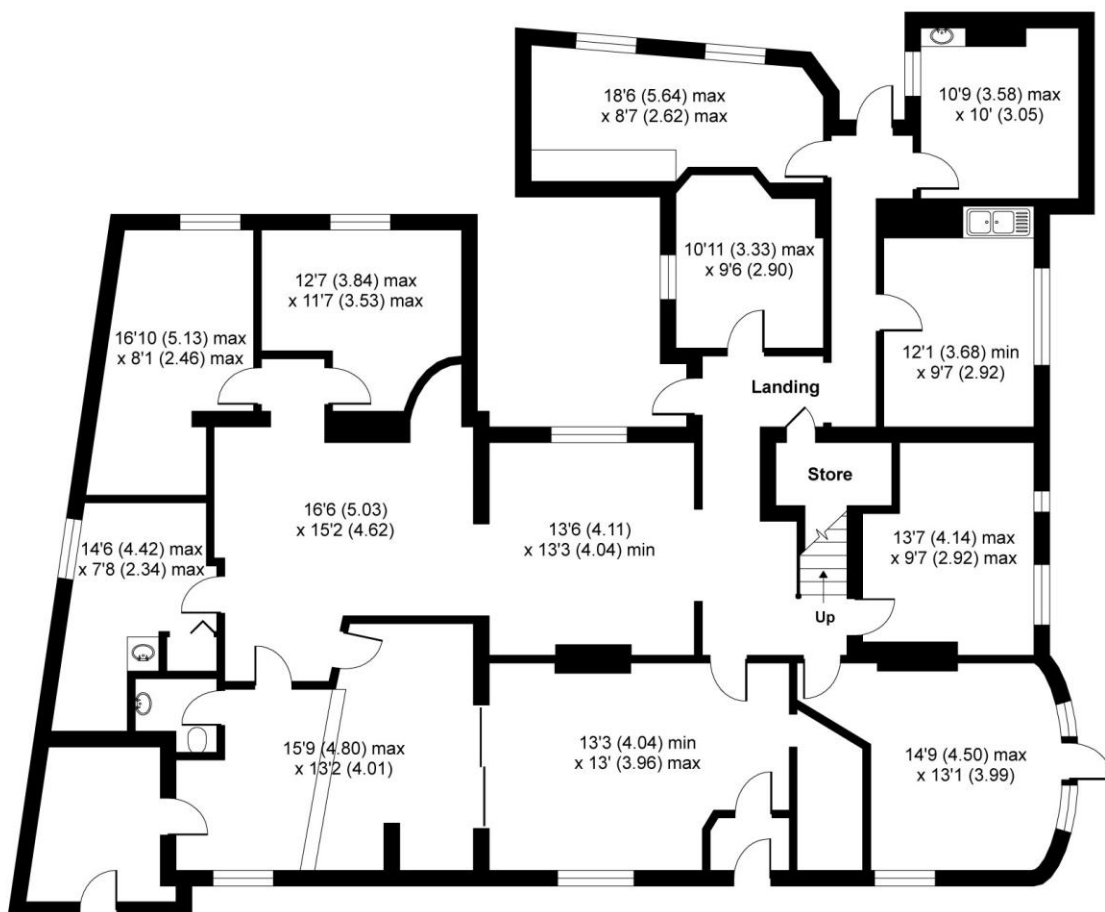 18'6 (5.64) max
x 8'7 (2.62) max
10'9 (3.58) max
x 10' (3.05)
10'11 (3.33) max
x 9'6 (2.90)
12'7 (3.84) max
x 11'7 (3.53) max
16'10 (5.13) max
x 8'1 (2.46) max
12'1 (3.68) min
x 9'7 (2.92)
Landing
Store
16'6 (5.03)
x 15'2 (4.62)
13'6 (4.11)
x 13'3 (4.04) min
13'7 (4.14) max
x 9'7 (2.92) max
14'6 (4.42) max
x 7'8 (2.34) max
Up
15'9 (4.80) max
x 13'2 (4.01)
13'3 (4.04) min
x 13' (3.96) max
14'9 (4.50) max
x 13'1 (3.99)